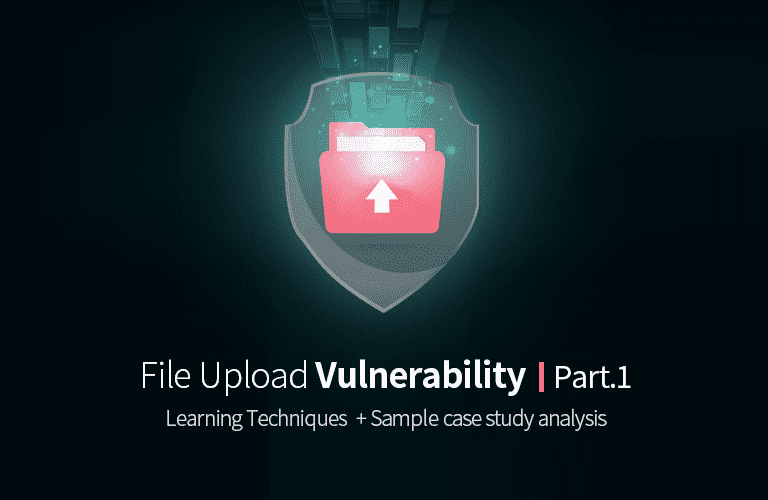 File Upload Vulnerability | Part.1
Learning Techniques + Sample case study analysis